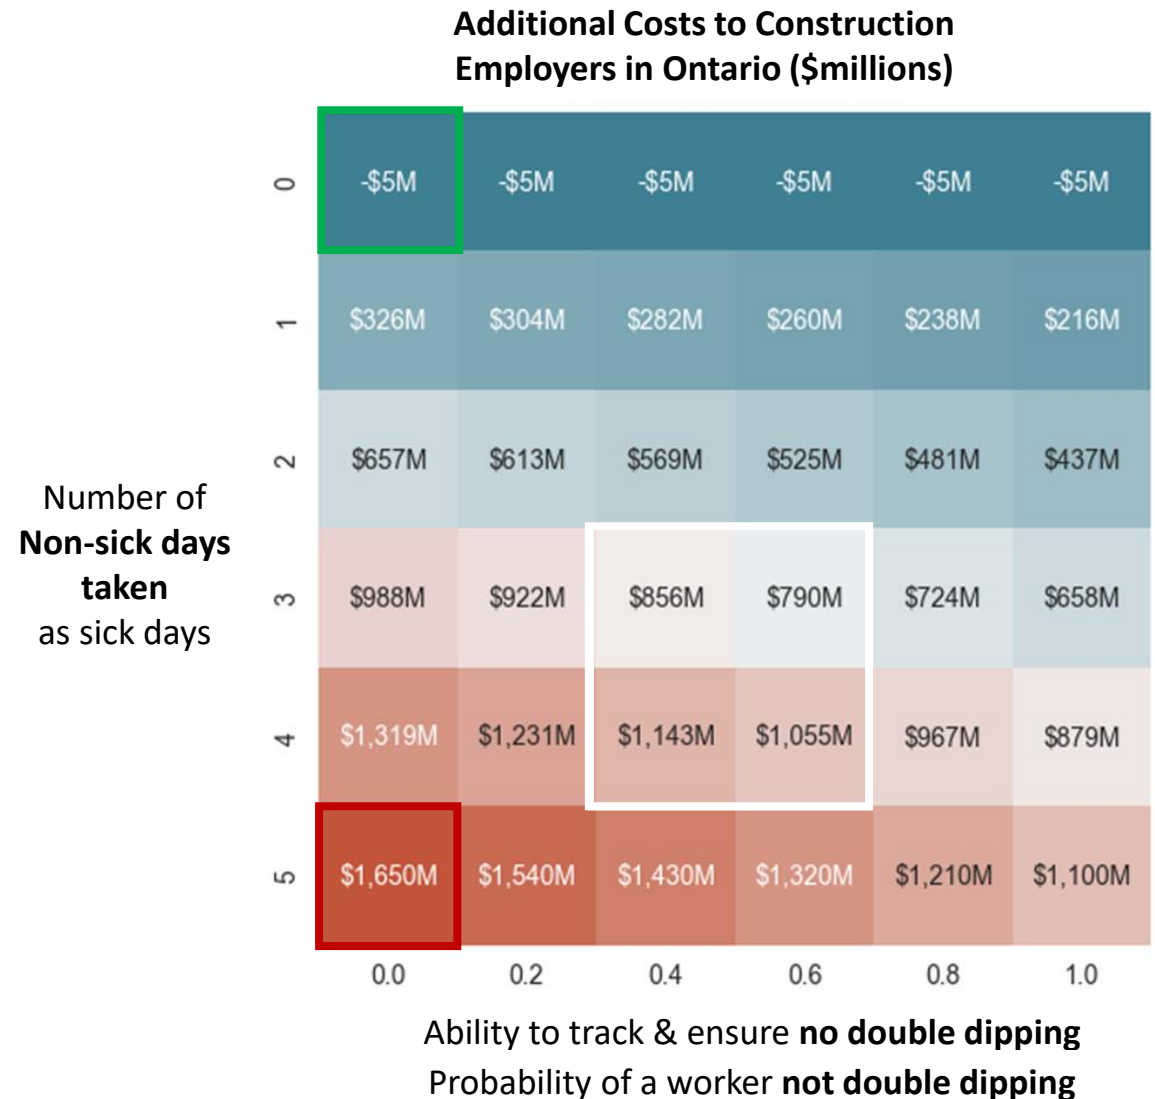 Additional Costs to Construction
Employers in Ontario ($millions)
0 -$5M -$5M -$5M -$5M -$5M -$5M
1 $326M $304M $282M $260M $238M $216M
2 $657M $613M $569M $525M $481M $437M
Number of
Non-sick days
taken
as sick days
3 $988M $922M $856M $790M $724M $658M
4 $1,319M $1,231M $1,143M $1,055M $967M $879M
5 $1,650M $1,540M $1,430M $1,320M $1,210M $1,100M
0.0 0.2 0.4 0.6 0.8 1.0
Ability to track & ensure no double dipping
Probability of a worker not double dipping